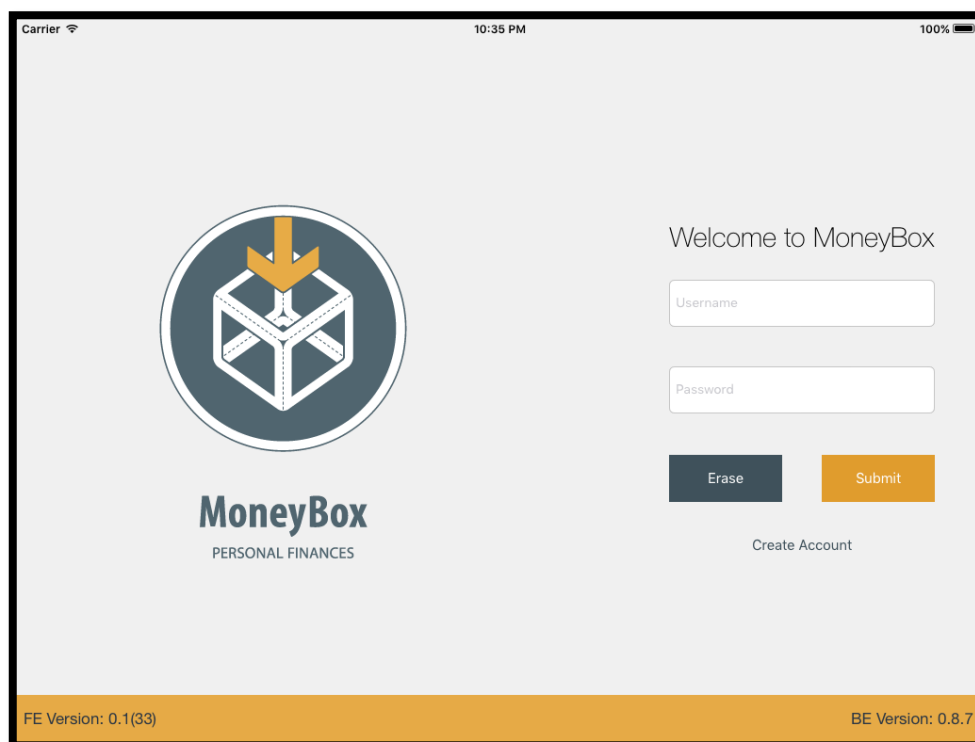 Carrier
10:35 PM
100%
Welcome to MoneyBox
Username
Password
Erase
Submit
Create Account
MoneyBox
PERSONAL FINANCES
FE Version: 0.1(33)
BE Version: 0.8.7